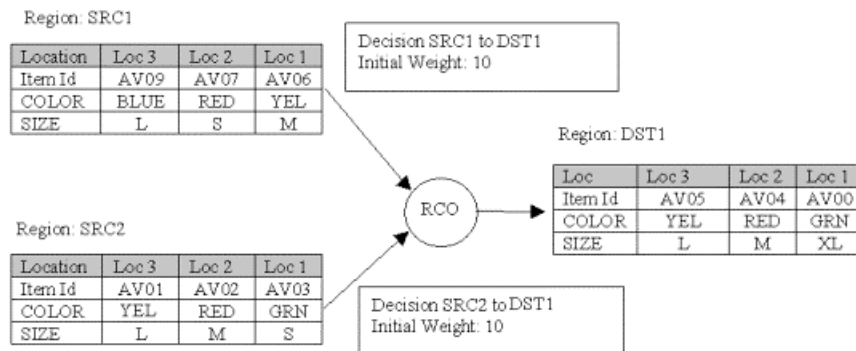 Region: SRC1
Location Loc 3 Loc 2 Loc 1
Item Id AV09 AV07 AV06
COLOR BLUE RED YEL
SIZE L S M
Decision SRC1 to DST1
Initial Weight: 10
Region: DST1
Loc Loc 3 Loc 2 Loc 1
Item Id AV05 AV04 AV00
COLOR YEL RED GRN
SIZE L M XL
RCO
Region: SRC2
Location Loc 3 Loc 2 Loc 1
Item Id AV01 AV02 AV03
COLOR YEL RED GRN
SIZE L M S
Decision SRC2 to DST1
Initial Weight: 10